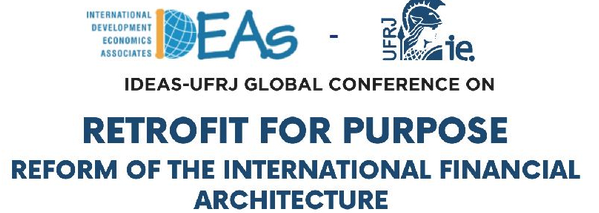 INTERNATIONAL
DEVELOPMENT
ECONOMICS
ASSOCIATES
IDEAs
-
UFRJ
ie.
IDEAS-UFRJ GLOBAL CONFERENCE ON
RETROFIT FOR PURPOSE
REFORM OF THE INTERNATIONAL FINANCIAL
ARCHITECTURE